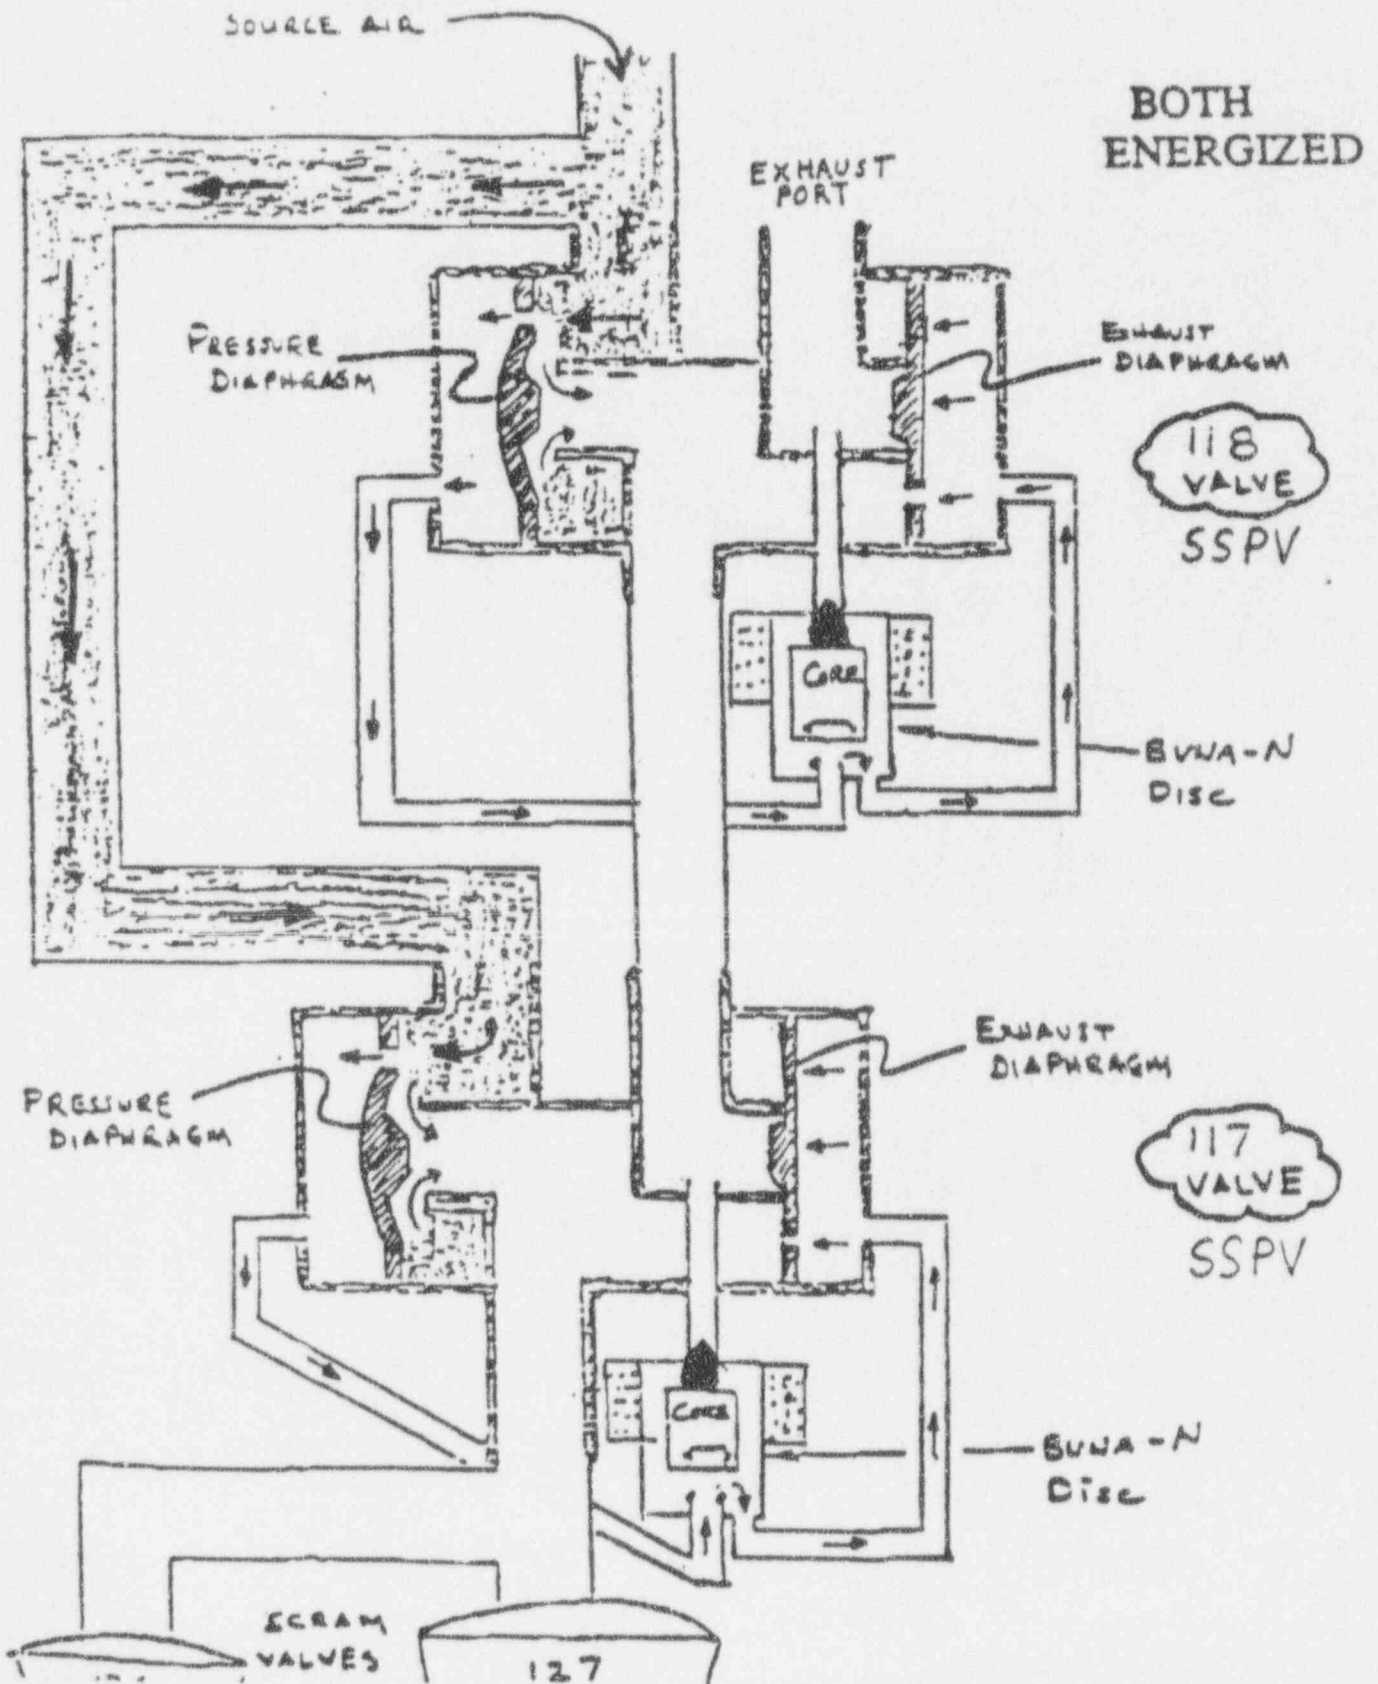 SOURCE AIR
BOTH
ENERGIZED
EXHAUST
PORT
PRESSURE
DIAPHRAGM
EXHAUST
DIAPHRAGM
118
VALVE
SSPV
CORE
BUNA-N
DISC
EXHAUST
DIAPHRAGM
PRESSURE
DIAPHRAGM
117
VALVE
SSPV
CORE
BUNA-N
DISC
SCRAM
VALVES
127